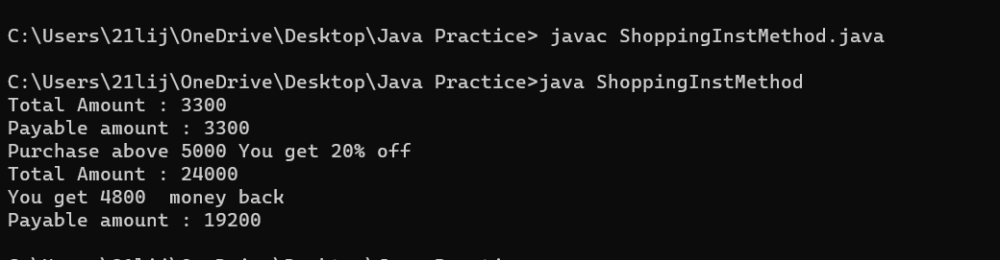 C:\Users\21lij\OneDrive\Desktop\Java Practice> javac ShoppingInstMethod.java
C:\Users\21lij\OneDrive\Desktop\Java Practice>java ShoppingInstMethod
Total Amount : 3300
Payable amount : 3300
Purchase above 5000 You get 20% off
Total Amount : 24000
You get 4800  money back
Payable amount : 19200